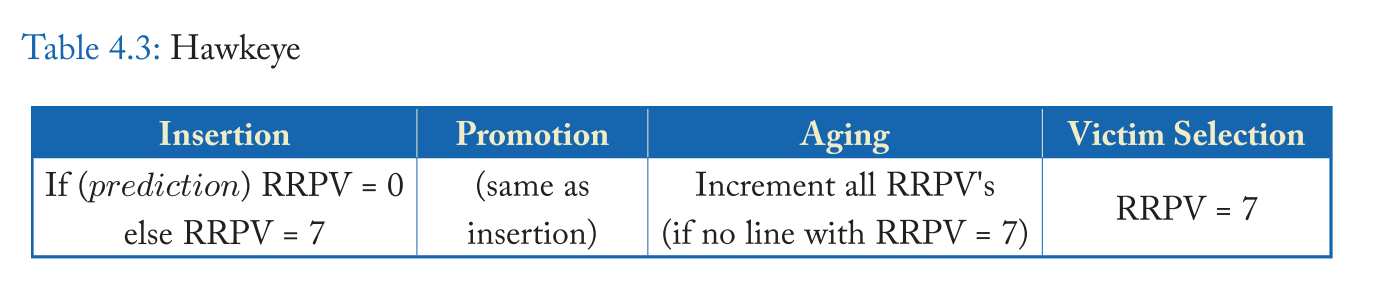 Table 4.3: Hawkeye
Insertion Promotion Aging Victim Selection
If (prediction) RRPV = 0
else RRPV = 7
(same as
insertion)
Increment all RRPV's
(if no line with RRPV = 7)
RRPV = 7